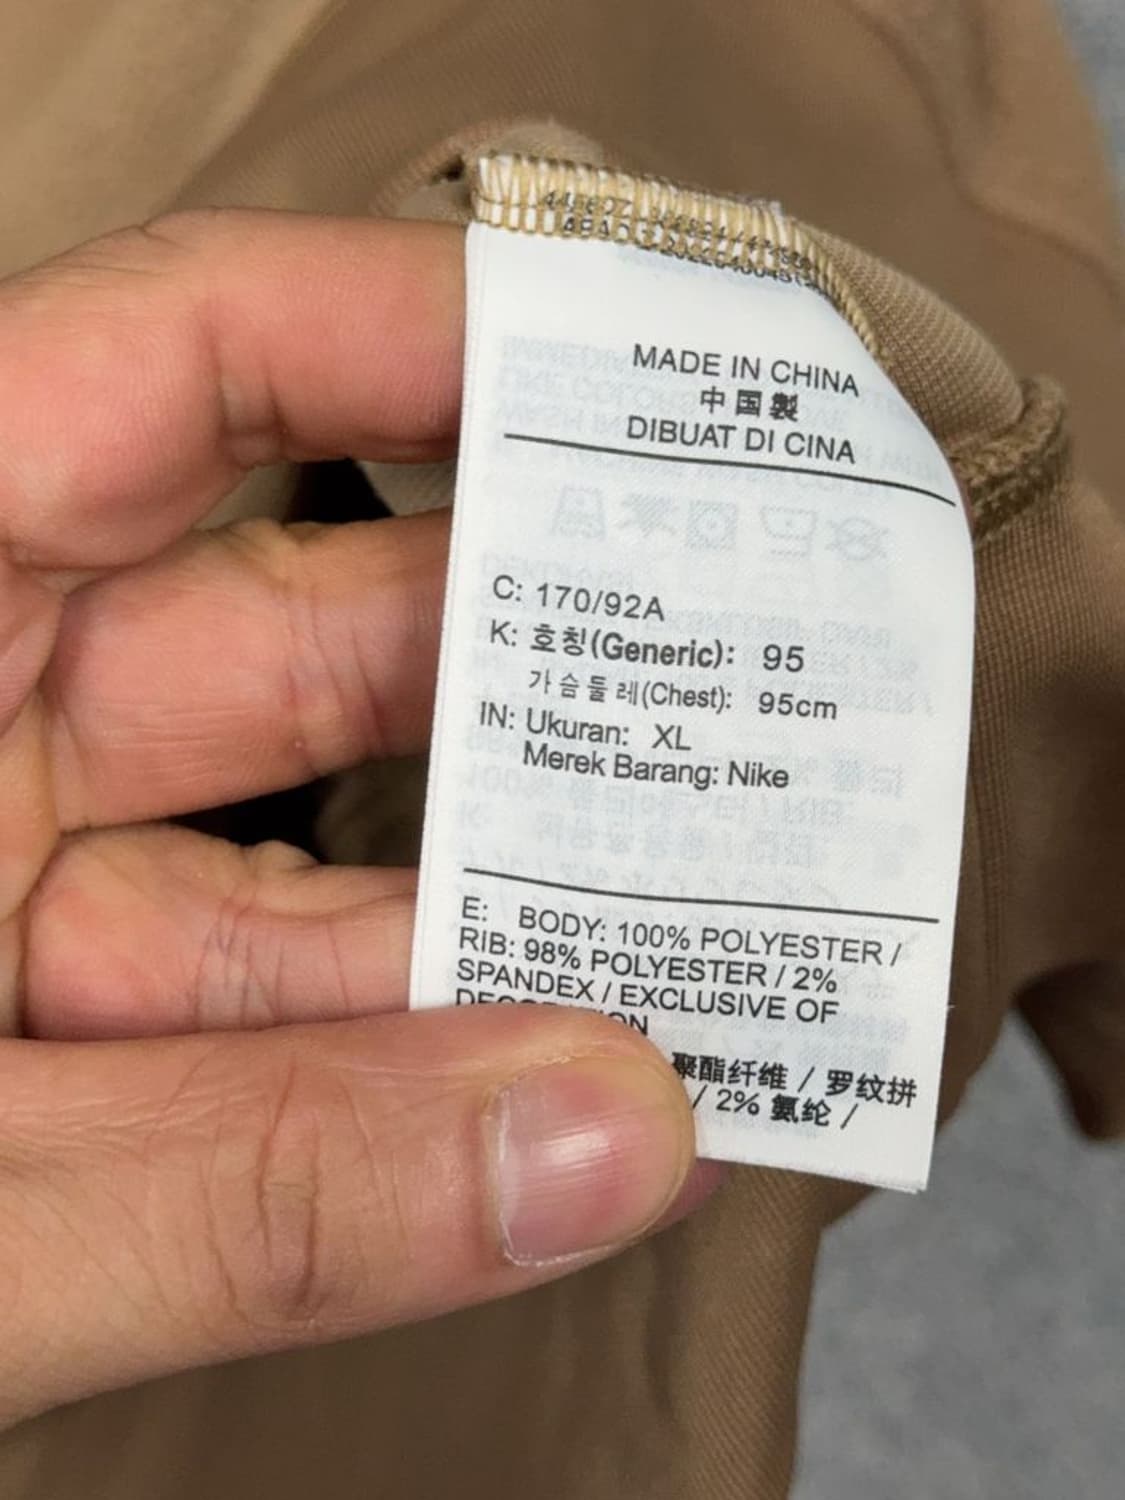 MADE IN CHINA
中国製
DIBUAT DI CINA
C: 170/92A
K: 호칭(Generic): 95
가슴둘레(Chest): 95cm
IN: Ukuran: XL
Merek Barang: Nike
E: BODY: 100% POLYESTER /
RIB: 98% POLYESTER / 2%
SPANDEX / EXCLUSIVE OF
聚酯纤维 / 罗纹拼
/ 2% 氨纶 /